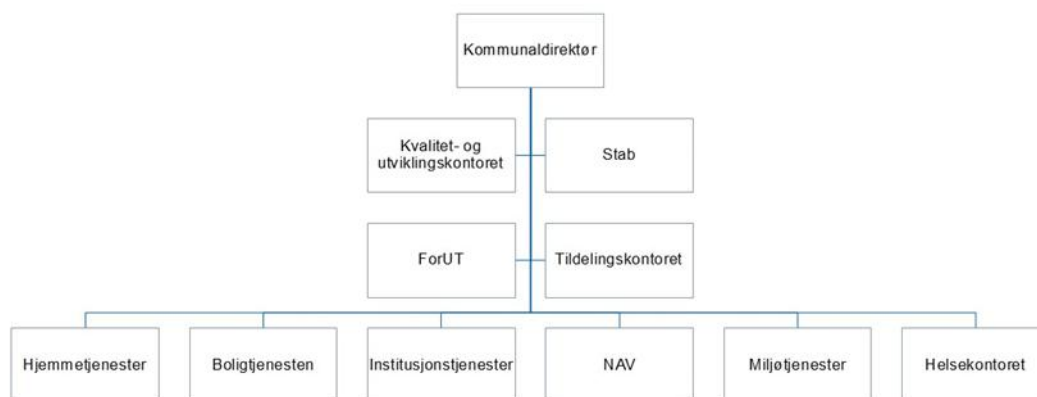 Kommunaldirektør
Kvalitet- og
utviklingskontoret
Stab
ForUT
Tildelingskontoret
Hjemmetjenester
Boligtjenesten
Institusjonstjenester
NAV
Miljøtjenester
Helsekontoret